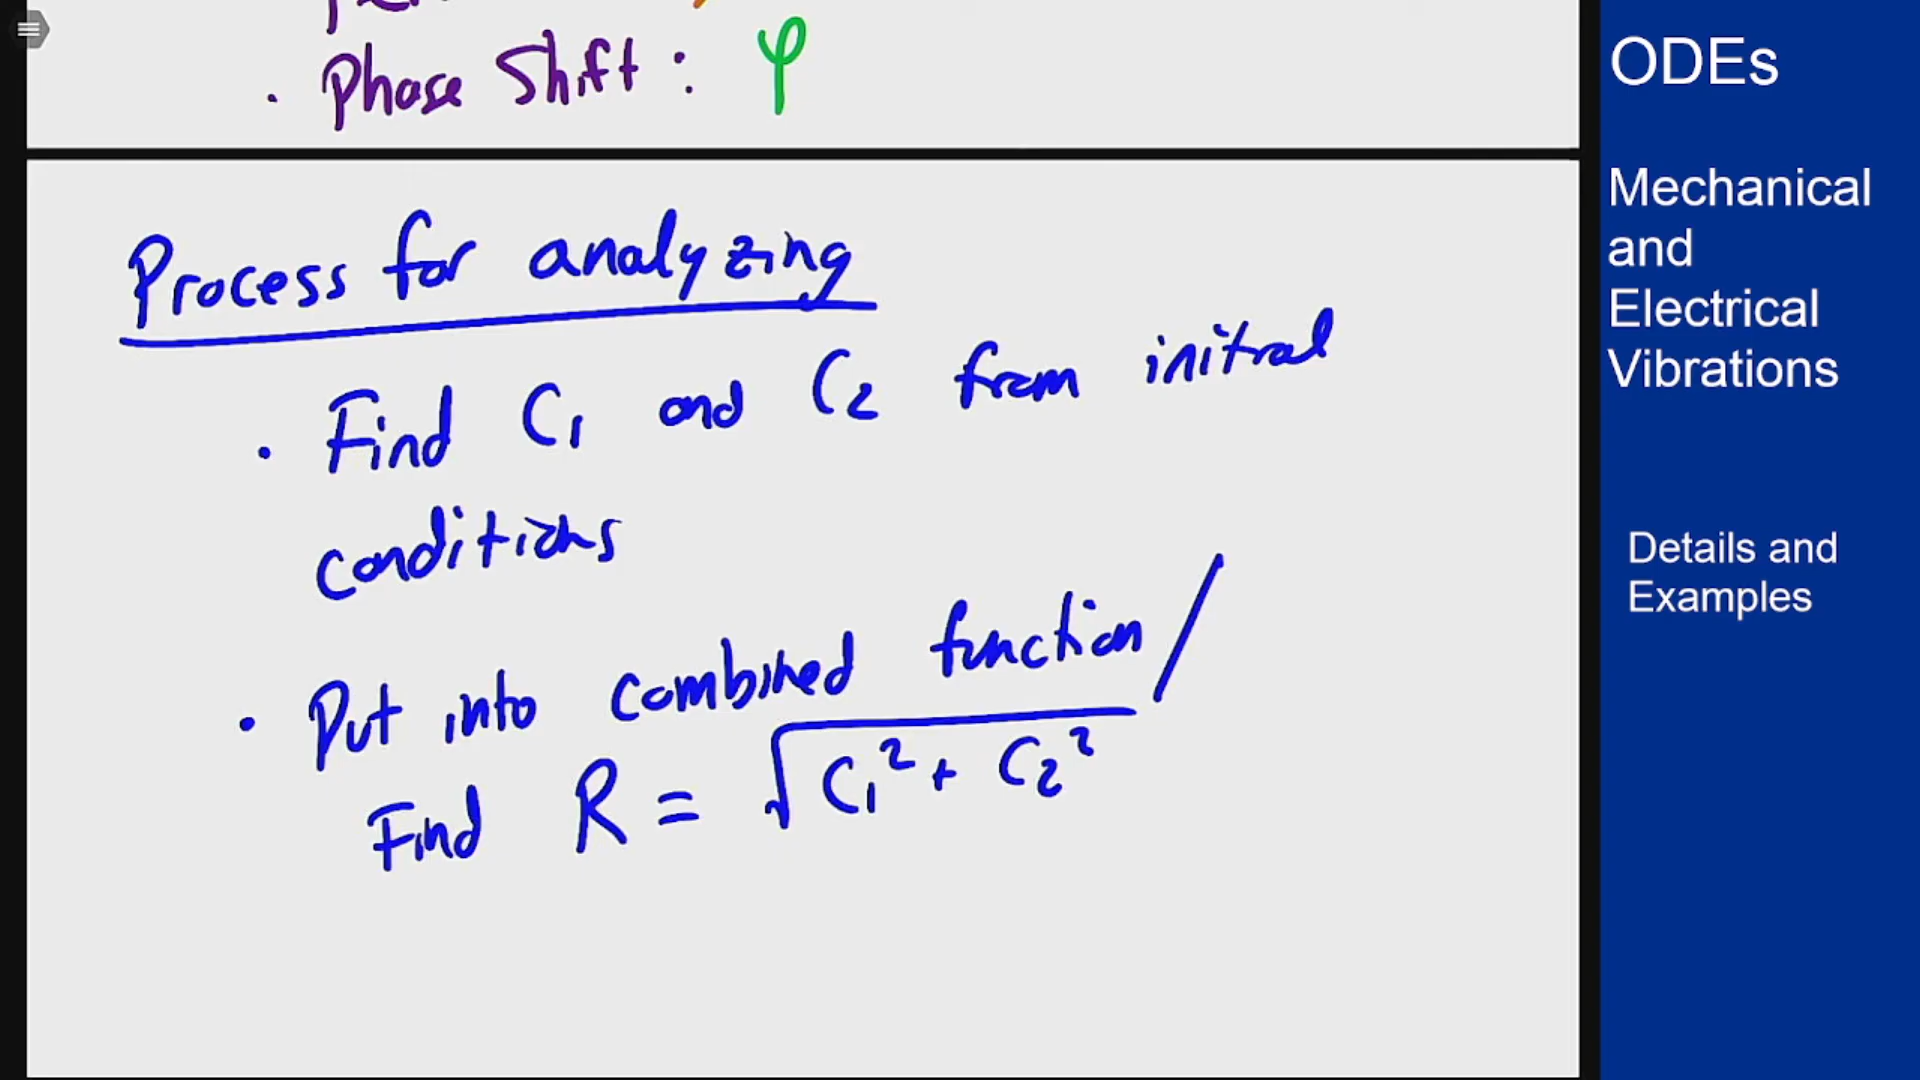 · Phase Shift : φ
Process for analyzing
· Find C₁ and C₂ from initial
conditions
· Put into combined function/
Find R = √(C₁² + C₂²)
ODEs
Mechanical
and
Electrical
Vibrations
Details and
Examples